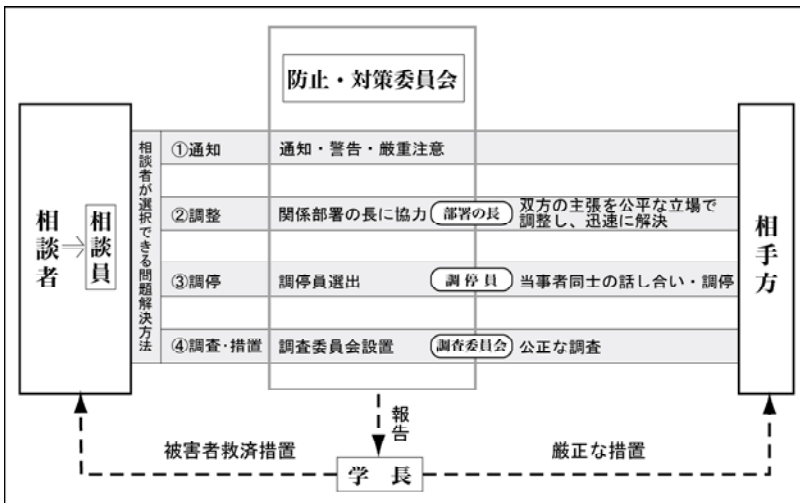 防止・対策委員会
相談者
⇒
相談員
相談者が選択できる問題解決方法
①通知
通知・警告・厳重注意
②調整
関係部署の長に協力
部署の長
双方の主張を公平な立場で
調整し、迅速に解決
③調停
調停員選出
調停員
当事者同士の話し合い・調停
④調査・措置
調査委員会設置
調査委員会
公正な調査
相手方
報告
被害者救済措置
厳正な措置
学 長